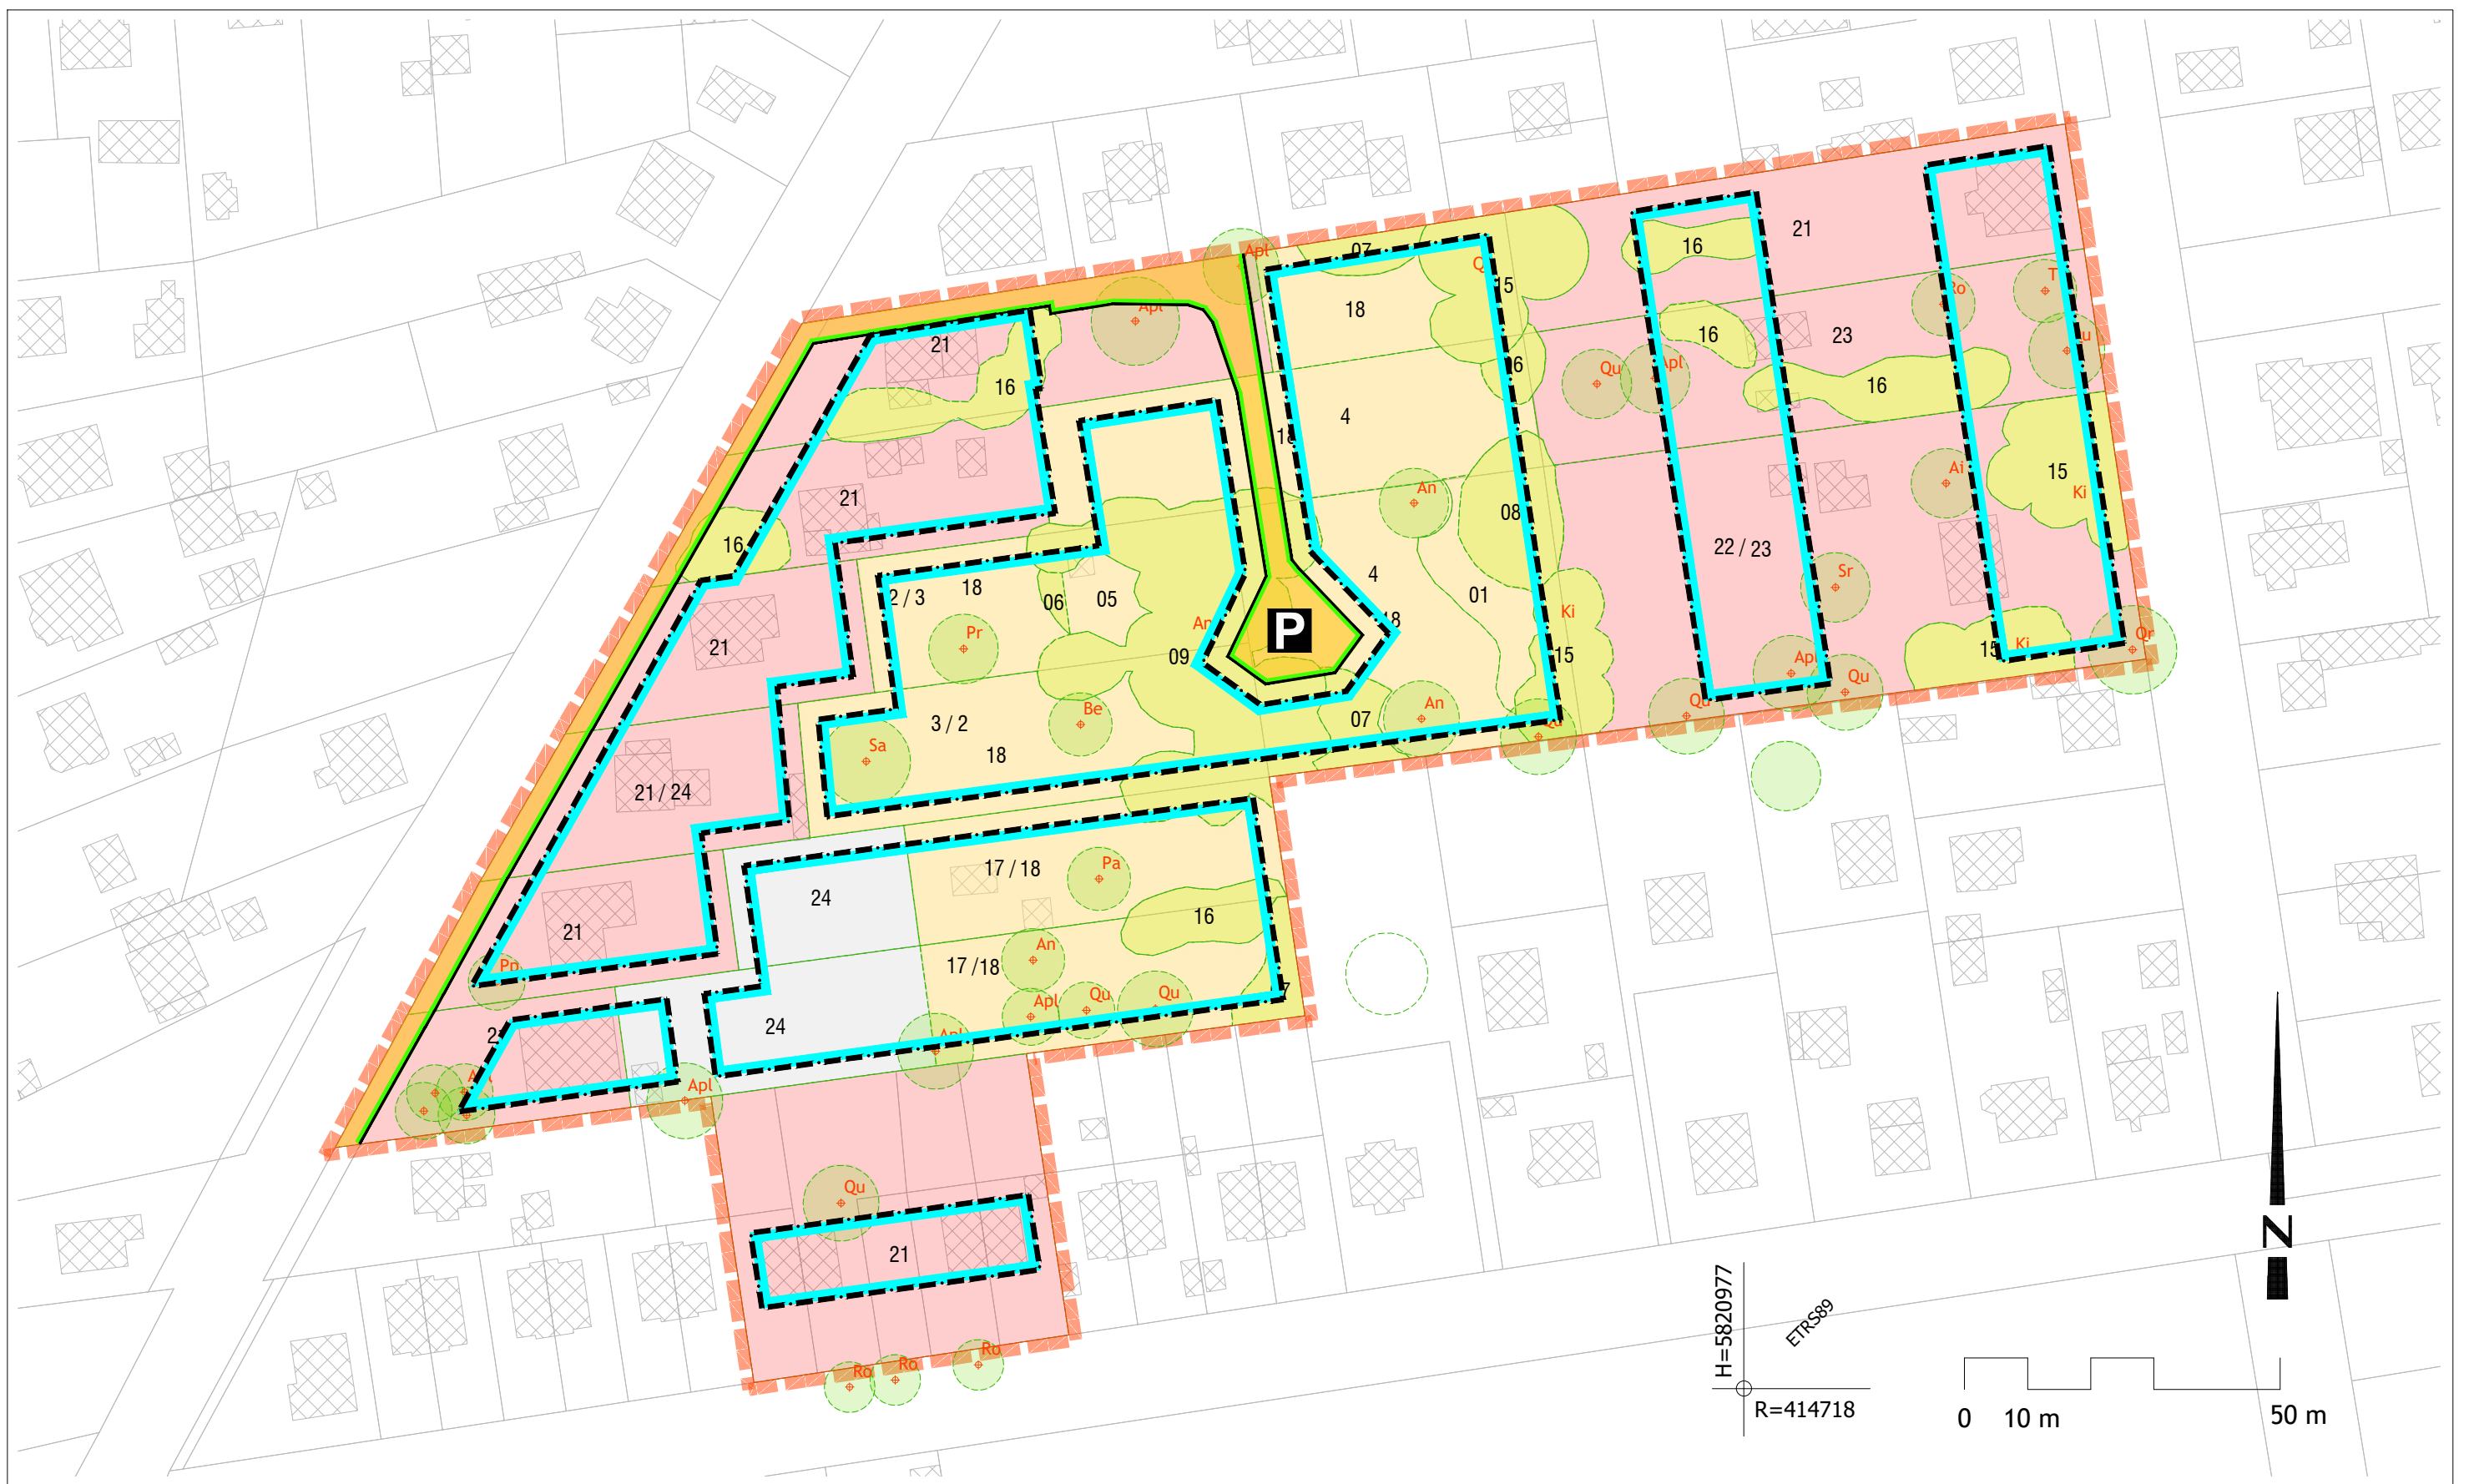 Apl
07
21
16
Q
15
T
Ro
18
Apl
21
16
23
16
06
Qu
Apl
16
4
18
16
21
An
Ai
15
Ki
08
16
22 / 23
4
18
2 / 3
06
05
01
Sr
Ki
An
Pr
21
09
15
15
Ki
Qr
P
Apl
Qu
3 / 2
Be
07
An
Qu
Sa
18
21 / 24
17 / 18
Pa
24
16
21
An
17 /18
Pn
Apl
Qu
Qu
24
Apl
Apl
Qu
21
Ro
Ro
Ro
N
H=5820977
ETRS89
R=414718
0 10 m 50 m